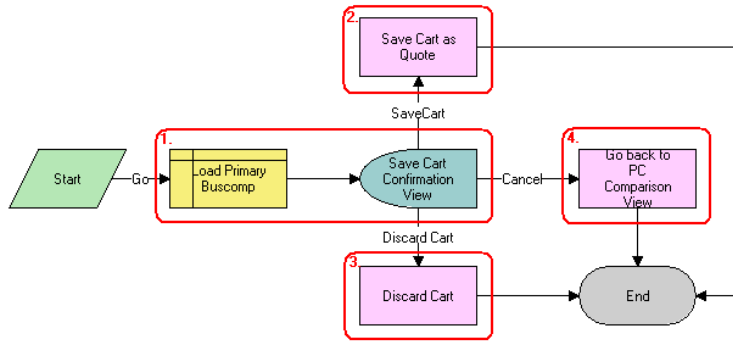 2.
Save Cart as
Quote
SaveCart
1.
Start
Go
Load Primary
Buscomp
Save Cart
Confirmation
View
Cancel
4.
Go back to
PC
Comparison
View
Discard Cart
3.
Discard Cart
End